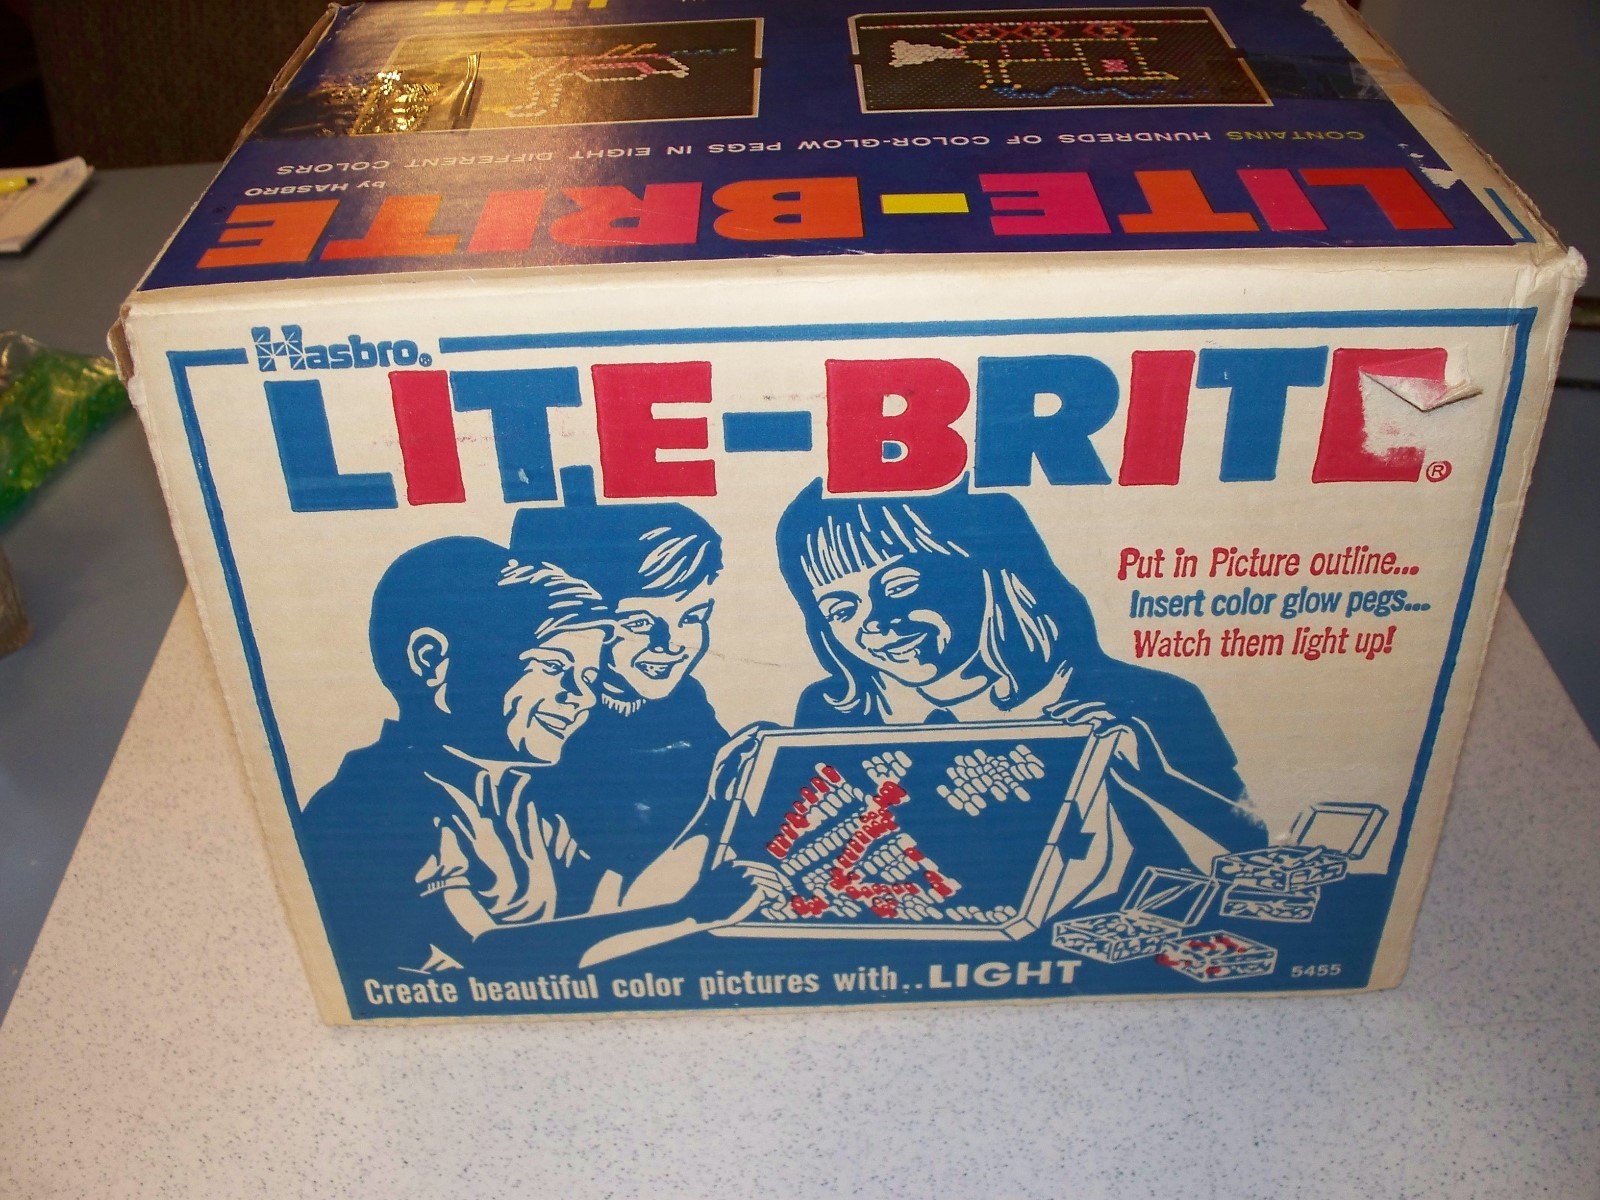 LIGHT
CONTAINS HUNDREDS OF COLOR-GLOW PEGS IN EIGHT DIFFERENT COLORS
by HASBRO
LITE-BRITE
Hasbro®
LITE-BRITE®
Put in Picture outline...
Insert color glow pegs...
Watch them light up!
Create beautiful color pictures with..LIGHT
5455